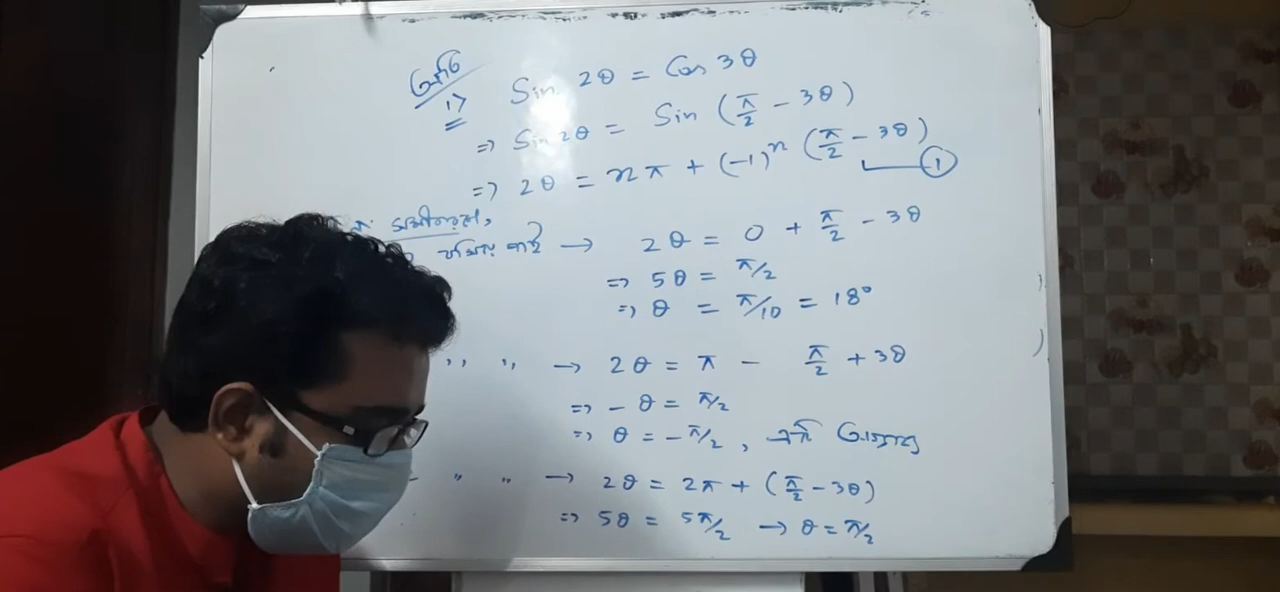 1) Sin 2θ = Cos 3θ
=> Sin 2θ = Sin (π/2 - 3θ)
=> 2θ = nπ + (-1)ⁿ (π/2 - 3θ) ①
সমীকরণে,
বসিয়ে পাই → 2θ = 0 + π/2 - 3θ
=> 5θ = π/2
=> θ = π/10 = 18°
,, ,, → 2θ = π - π/2 + 3θ
=> - θ = π/2
=> θ = -π/2 ,
" " → 2θ = 2π + (π/2 - 3θ)
=> 5θ = 5π/2 → θ = π/2